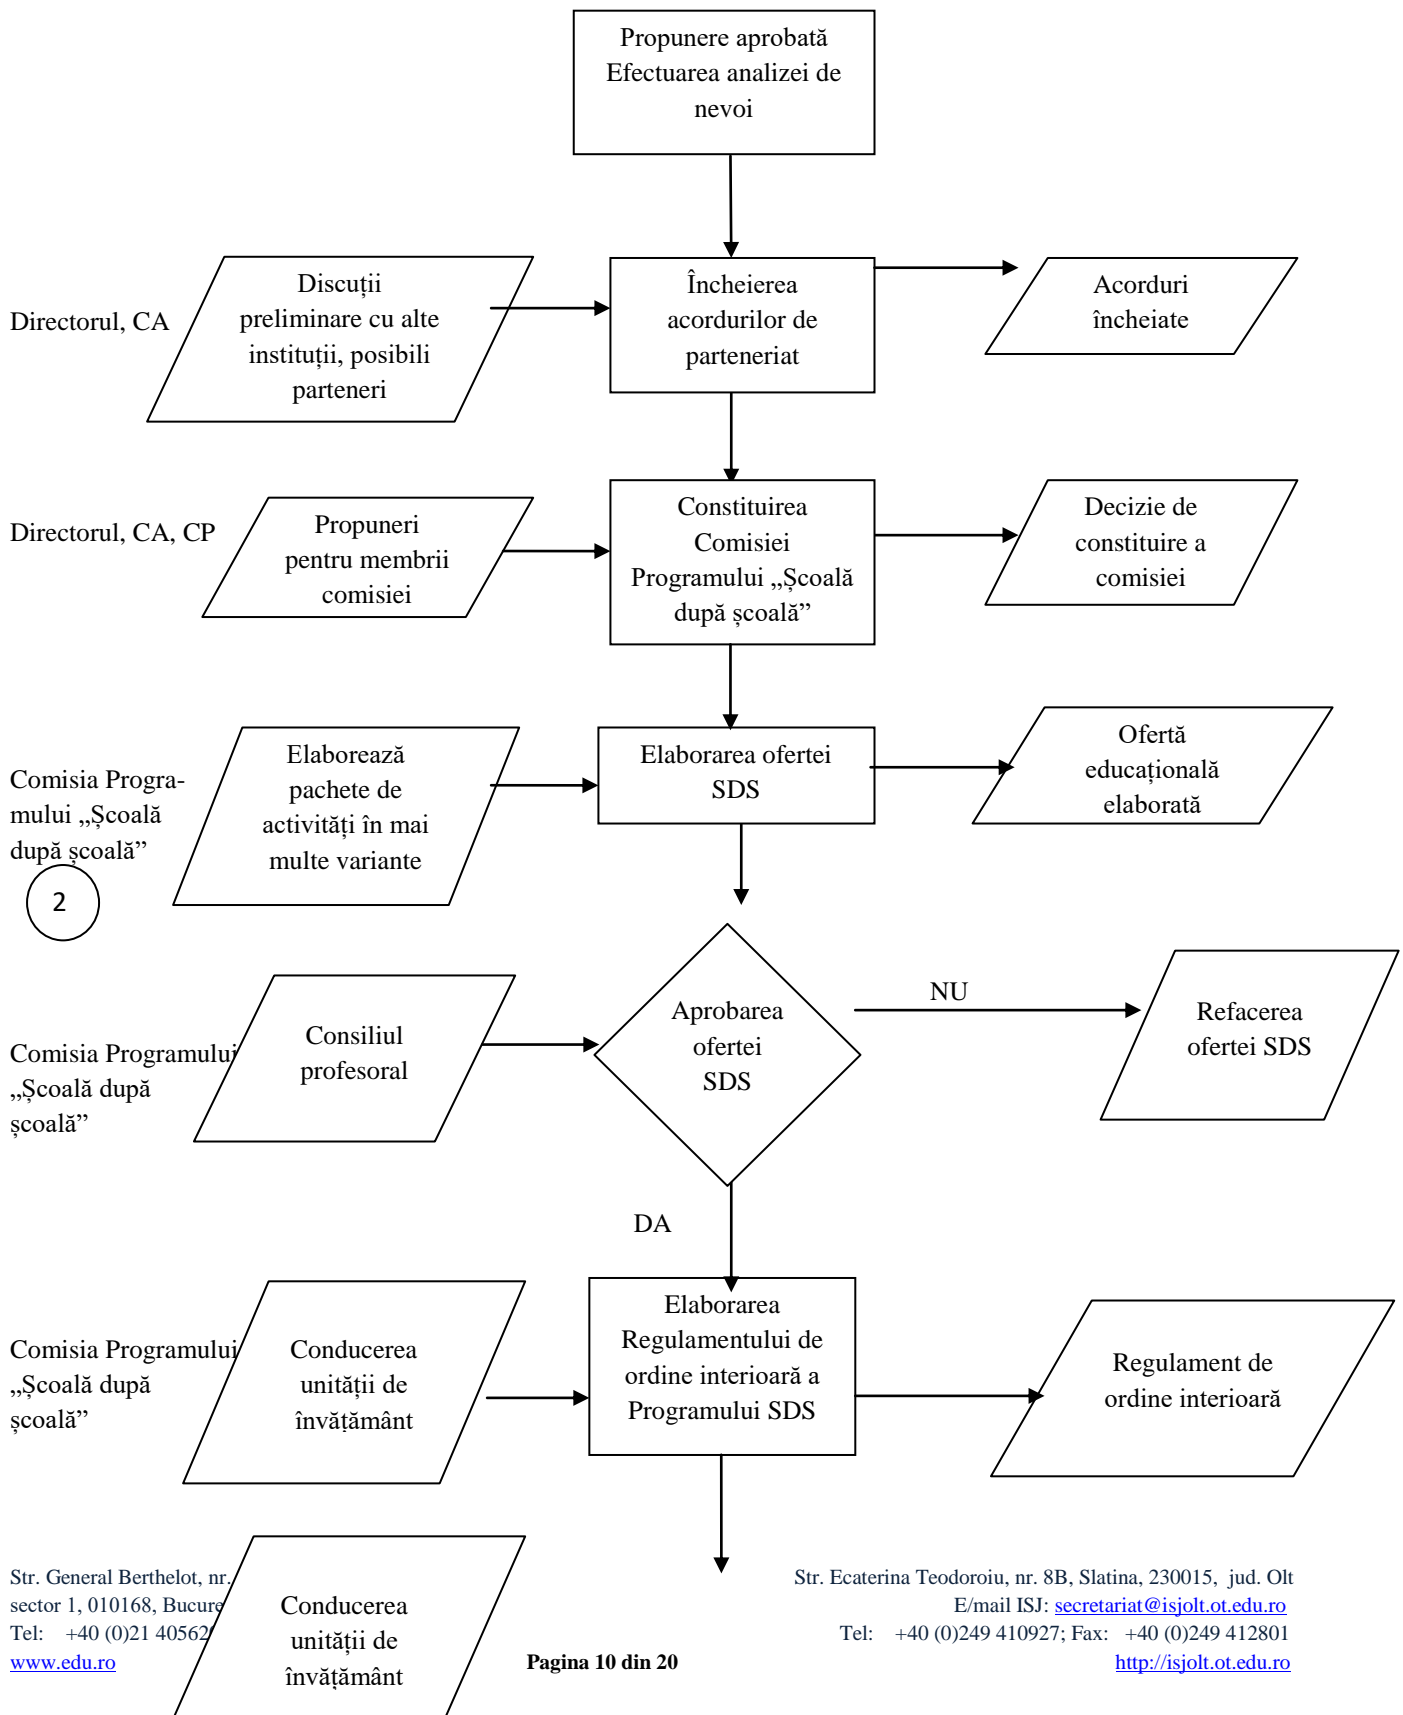 Propunere aprobată
Efectuarea analizei de
nevoi
Directorul, CA
Discuții
preliminare cu alte
instituții, posibili
parteneri
Încheierea
acordurilor de
parteneriat
Acorduri
încheiate
Directorul, CA, CP
Propuneri
pentru membrii
comisiei
Constituirea
Comisiei
Programului „Școală
după școală”
Decizie de
constituire a
comisiei
Comisia Progra-
mului „Școală
după școală”
2
Elaborează
pachete de
activități în mai
multe variante
Elaborarea ofertei
SDS
Ofertă
educațională
elaborată
Comisia Programului
„Școală după
școală”
Consiliul
profesoral
Aprobarea
ofertei
SDS
NU
Refacerea
ofertei SDS
DA
Comisia Programului
„Școală după
școală”
Conducerea
unității de
învățământ
Elaborarea
Regulamentului de
ordine interioară a
Programului SDS
Regulament de
ordine interioară
Conducerea
unității de
învățământ
Str. General Berthelot, nr.
sector 1, 010168,
Tel: +40 (0)21
www.edu.ro
Pagina 10 din 20
Str. Ecaterina Teodoroiu, nr. 8B, Slatina, 230015, jud. Olt
E/mail ISJ: secretariat@isjolt.ot.edu.ro
Tel: +40 (0)249 410927; Fax: +40 (0)249 412801
http://isjolt.ot.edu.ro